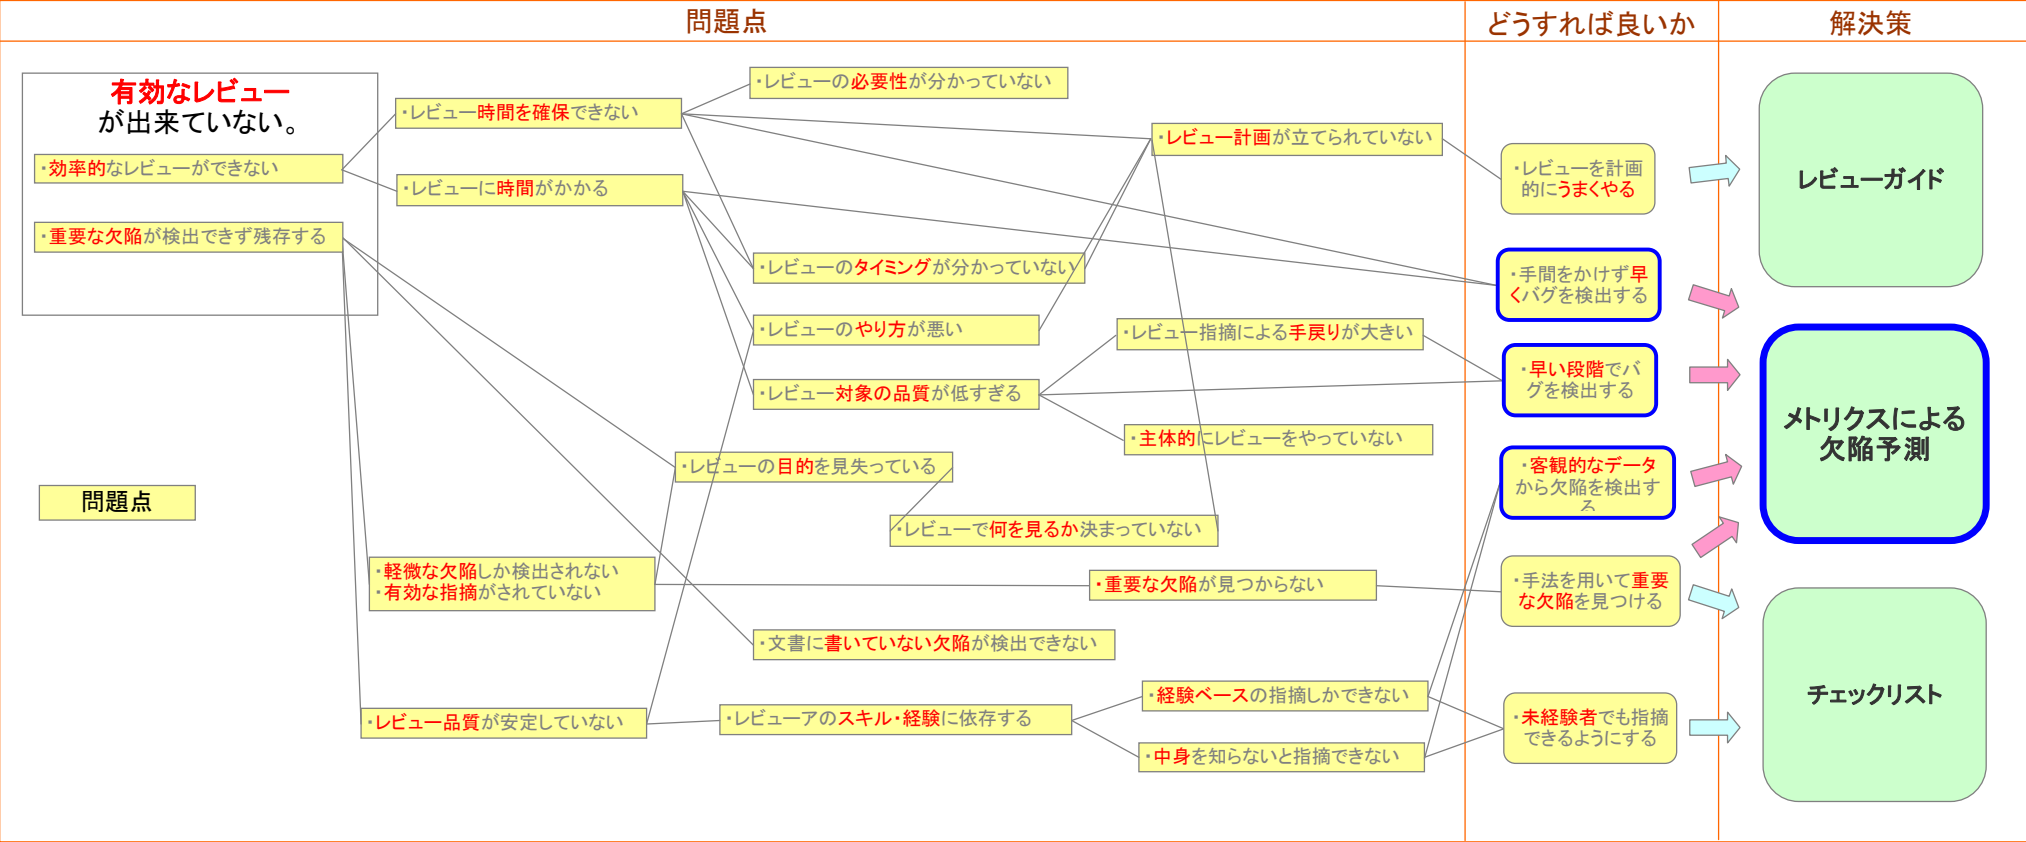 問題点
どうすれば良いか
解決策
有効なレビュー
が出来ていない。
・効率的なレビューができない
・重要な欠陥が検出できず残存する
問題点
・レビュー時間を確保できない
・レビューに時間がかかる
・軽微な欠陥しか検出されない
・有効な指摘がされていない
・レビュー品質が安定していない
・レビューの必要性が分かっていない
・レビューのタイミングが分かっていない
・レビューのやり方が悪い
・レビュー対象の品質が低すぎる
・レビューの目的を見失っている
・レビューで何を見るか決まっていない
・文書に書いていない欠陥が検出できない
・レビューアのスキル・経験に依存する
・レビュー計画が立てられていない
・レビュー指摘による手戻りが大きい
・主体的にレビューをやっていない
・重要な欠陥が見つからない
・経験ベースの指摘しかできない
・中身を知らないと指摘できない
・レビューを計画
的にうまくやる
・手間をかけず早
くバグを検出する
・早い段階でバ
グを検出する
・客観的なデータ
から欠陥を検出す
る
・手法を用いて重要
な欠陥を見つける
・未経験者でも指摘
できるようにする
レビューガイド
メトリクスによる
欠陥予測
チェックリスト